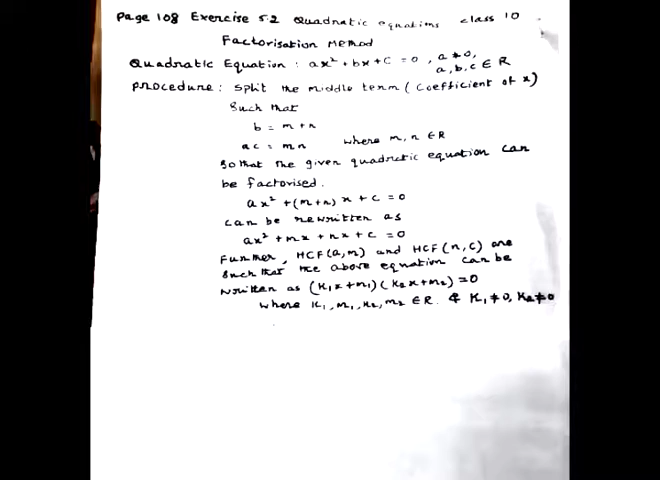 Page 108 Exercise 5.2 Quadratic equations class 10
Factorisation Method
Quadratic Equation : ax² + bx + c = 0 , a ≠ 0,
a, b, c ∈ R
Procedure : Split the middle term ( coefficient of x )
Such that
b = m + n
ac = mn where m, n ∈ R
So that the given quadratic equation can
be factorised.
ax² + (m+n) x + c = 0
can be rewritten as
ax² + mx + nx + c = 0
Further, HCF(a,m) and HCF(n,c) are
such that the above equation can be
written as (k₁x + m₁) (k₂x + m₂) = 0
where k₁, m₁, k₂, m₂ ∈ R. & k₁ ≠ 0, k₂ ≠ 0